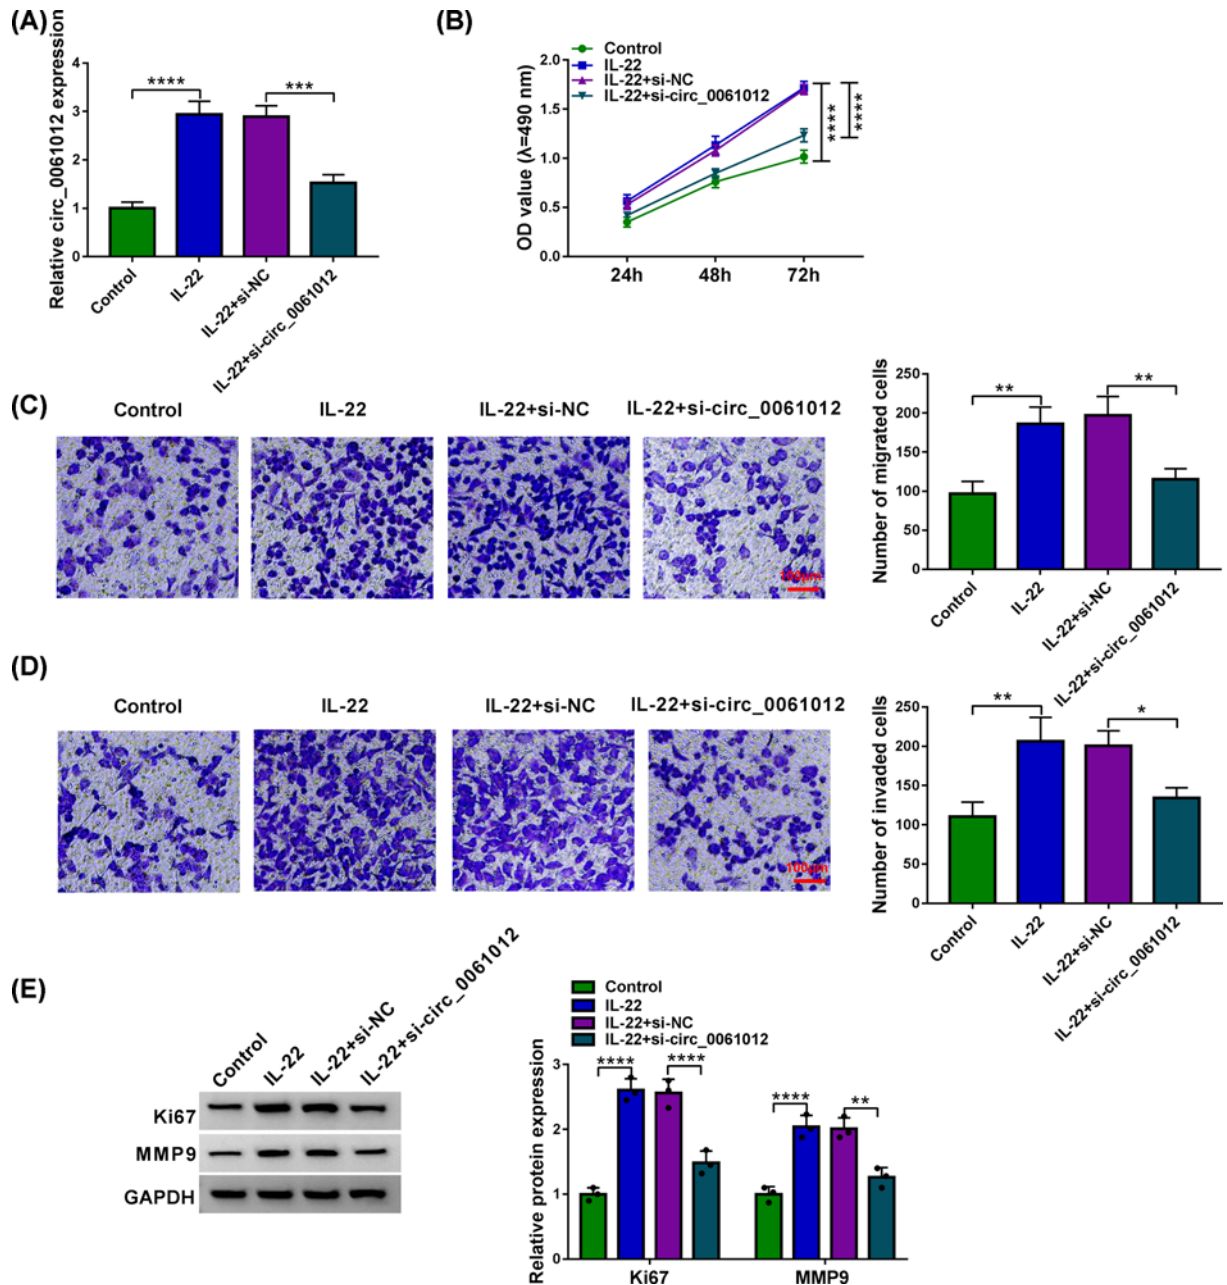 (A)
Relative circ_0061012 expression
4
3
2
1
0
****
***
Control
IL-22
IL-22+si-NC
IL-22+si-circ_0061012
(B)
Control
IL-22
IL-22+si-NC
IL-22+si-circ_0061012
OD value (λ=490 nm)
2.0
1.5
1.0
0.5
0.0
24h
48h
72h
****
****
(C)
Control
IL-22
IL-22+si-NC
IL-22+si-circ_0061012
100μm
Number of migrated cells
250
200
150
100
50
0
**
**
Control
IL-22
IL-22+si-NC
IL-22+si-circ_0061012
(D)
Control
IL-22
IL-22+si-NC
IL-22+si-circ_0061012
100μm
Number of invaded cells
250
200
150
100
50
0
**
*
Control
IL-22
IL-22+si-NC
IL-22+si-circ_0061012
(E)
Control
IL-22
IL-22+si-NC
IL-22+si-circ_0061012
Ki67
MMP9
GAPDH
Control
IL-22
IL-22+si-NC
IL-22+si-circ_0061012
Relative protein expression
3
2
1
0
****
****
****
**
Ki67
MMP9